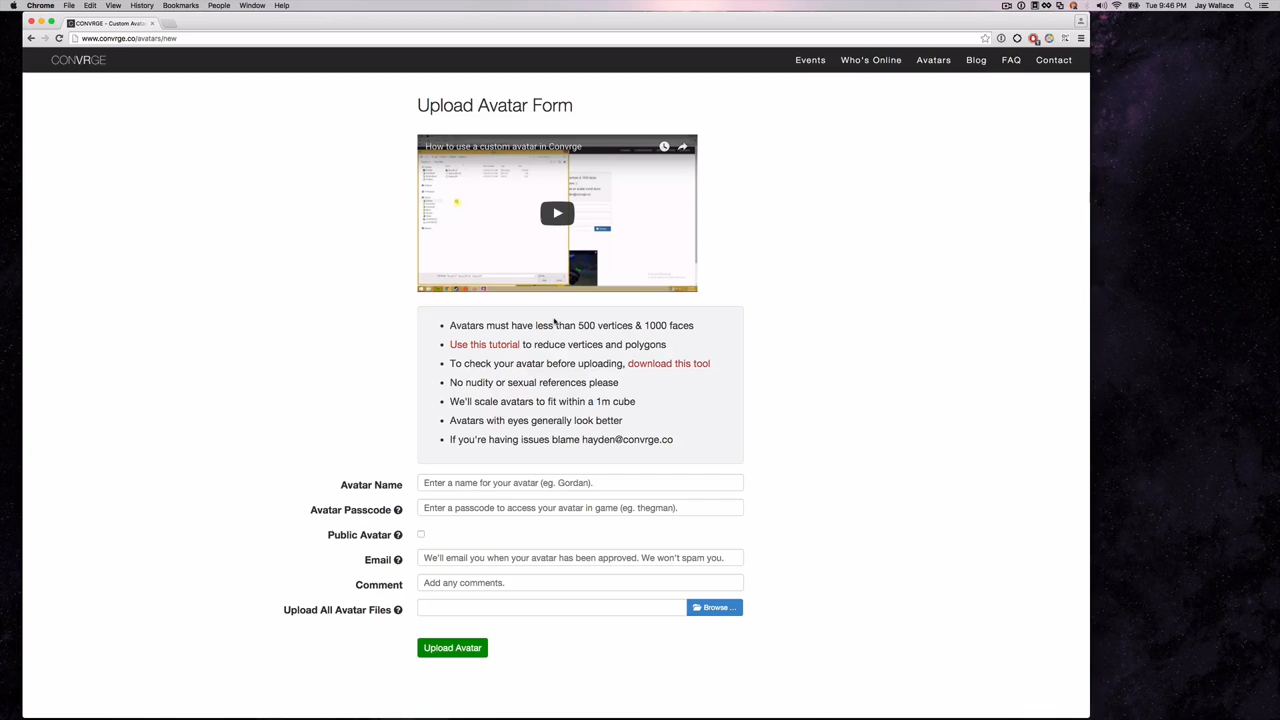 Chrome File Edit View History Bookmarks People Window Help Tue 9:46 PM Jay Wallace
CONVRGE - Custom Avata
www.convrge.co/avatars/new
CONVRGE Events Who's Online Avatars Blog FAQ Contact
Upload Avatar Form
How to use a custom avatar in Convrge
• Avatars must have less than 500 vertices & 1000 faces
• Use this tutorial to reduce vertices and polygons
• To check your avatar before uploading, download this tool
• No nudity or sexual references please
• We'll scale avatars to fit within a 1m cube
• Avatars with eyes generally look better
• If you're having issues blame hayden@convrge.co
Avatar Name Enter a name for your avatar (eg. Gordan).
Avatar Passcode Enter a passcode to access your avatar in game (eg. thegman).
Public Avatar
Email We'll email you when your avatar has been approved. We won't spam you.
Comment Add any comments.
Upload All Avatar Files Browse ...
Upload Avatar